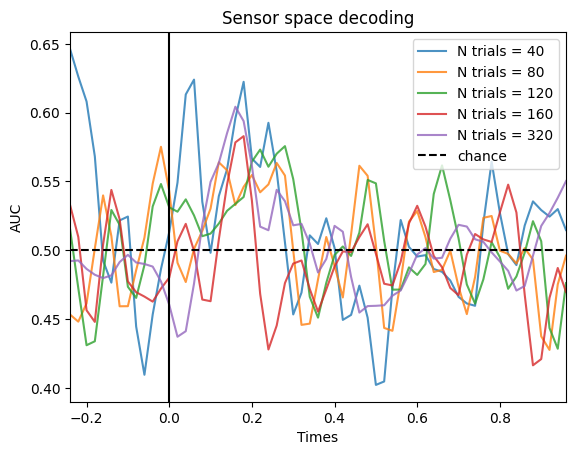 Sensor space decoding
AUC
0.65
0.60
0.55
0.50
0.45
0.40
N trials = 40
N trials = 80
N trials = 120
N trials = 160
N trials = 320
chance
−0.2
0.0
0.2
0.4
0.6
0.8
Times